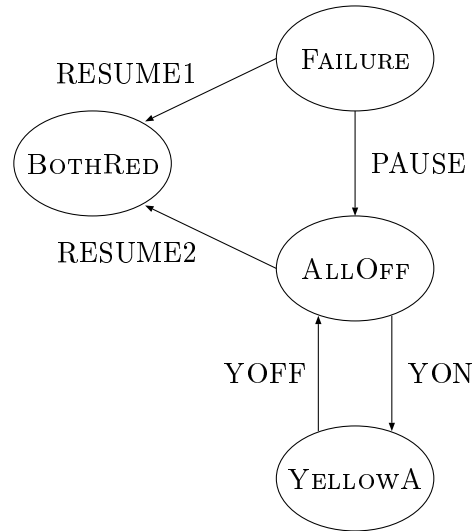 FAILURE
RESUME1
BOTHRED
PAUSE
RESUME2
ALLOFF
YOFF
YON
YELLOWA